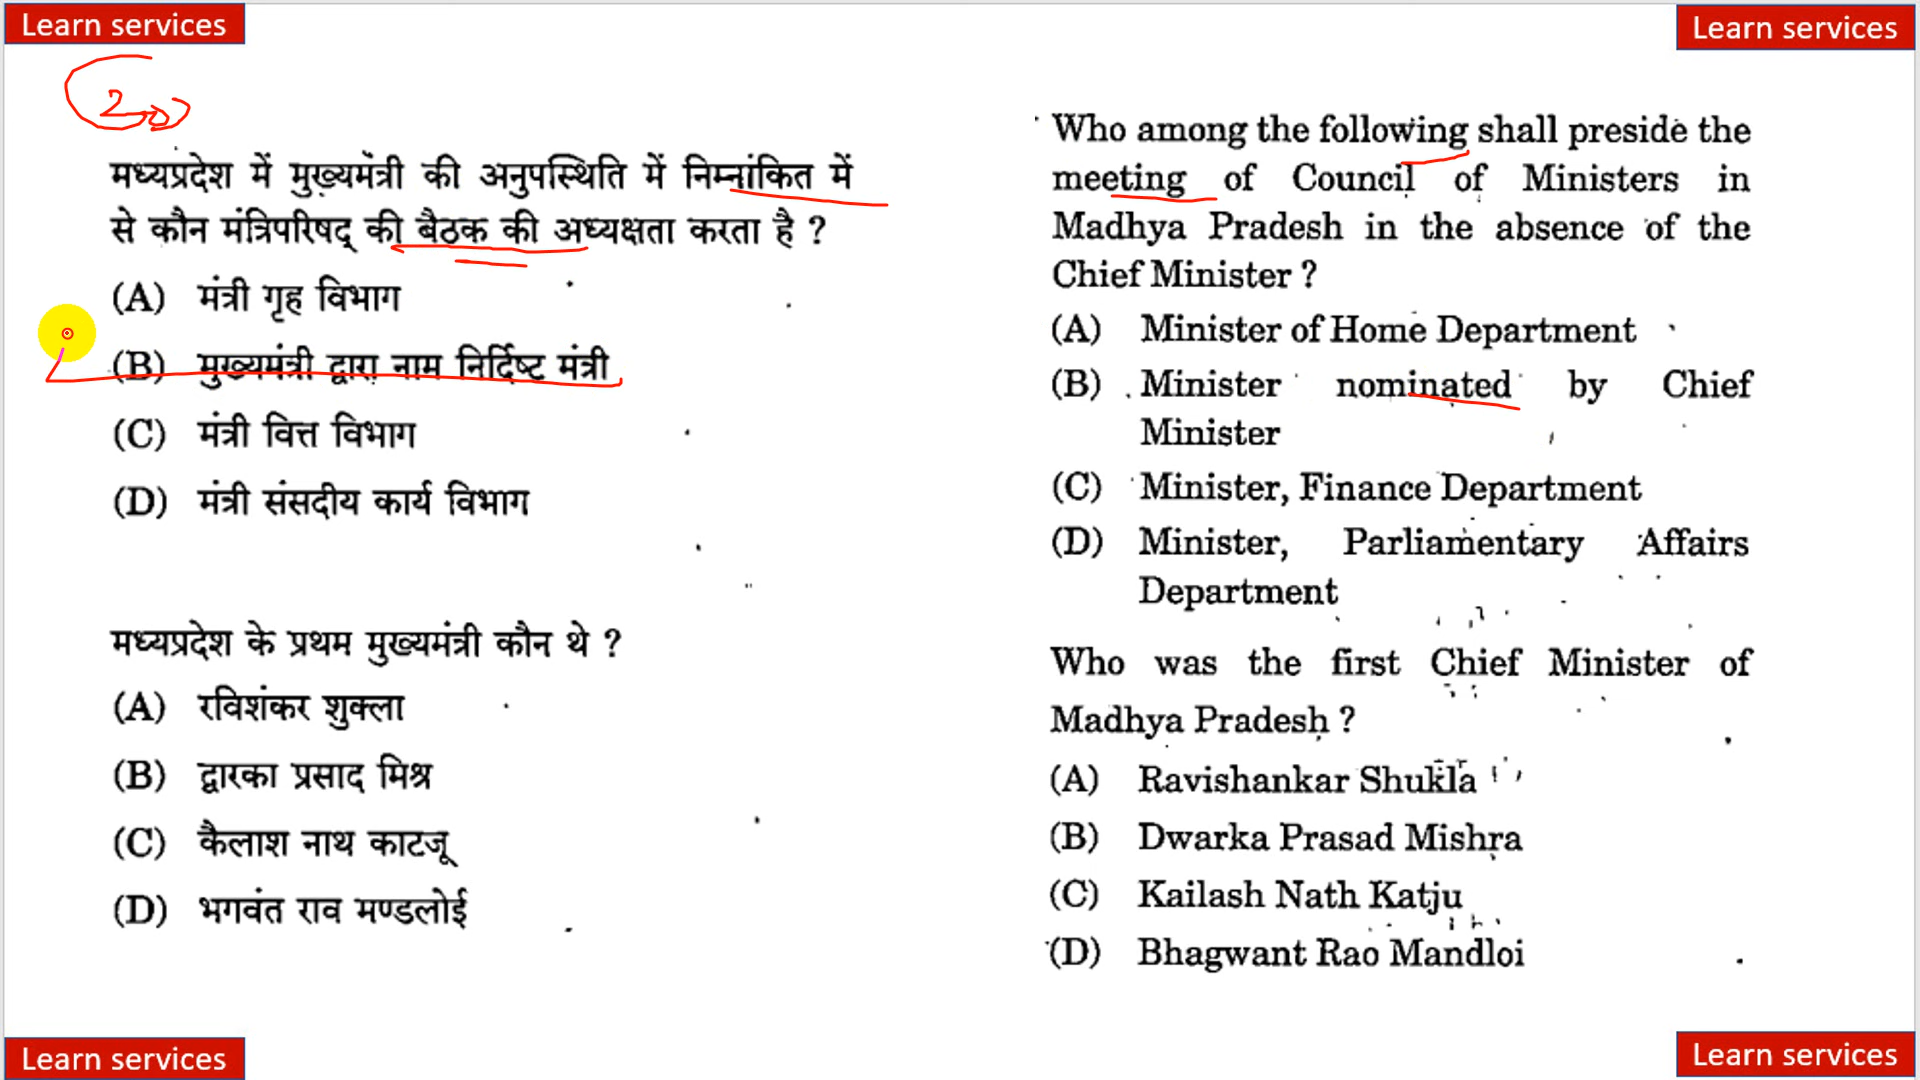 Learn services
Learn services
मध्यप्रदेश में मुख्यमंत्री की अनुपस्थिति में निम्नांकित में
से कौन मंत्रिपरिषद् की बैठक की अध्यक्षता करता है ?
(A) मंत्री गृह विभाग
(B) मुख्यमंत्री द्वारा नाम निर्दिष्ट मंत्री
(C) मंत्री वित्त विभाग
(D) मंत्री संसदीय कार्य विभाग
मध्यप्रदेश के प्रथम मुख्यमंत्री कौन थे ?
(A) रविशंकर शुक्ला
(B) द्वारका प्रसाद मिश्र
(C) कैलाश नाथ काटजू
(D) भगवंत राव मण्डलोई
Who among the following shall preside the
meeting of Council of Ministers in
Madhya Pradesh in the absence of the
Chief Minister ?
(A) Minister of Home Department
(B) Minister nominated by Chief
Minister
(C) Minister, Finance Department
(D) Minister, Parliamentary Affairs
Department
Who was the first Chief Minister of
Madhya Pradesh ?
(A) Ravishankar Shukla
(B) Dwarka Prasad Mishra
(C) Kailash Nath Katju
(D) Bhagwant Rao Mandloi
Learn services
Learn services